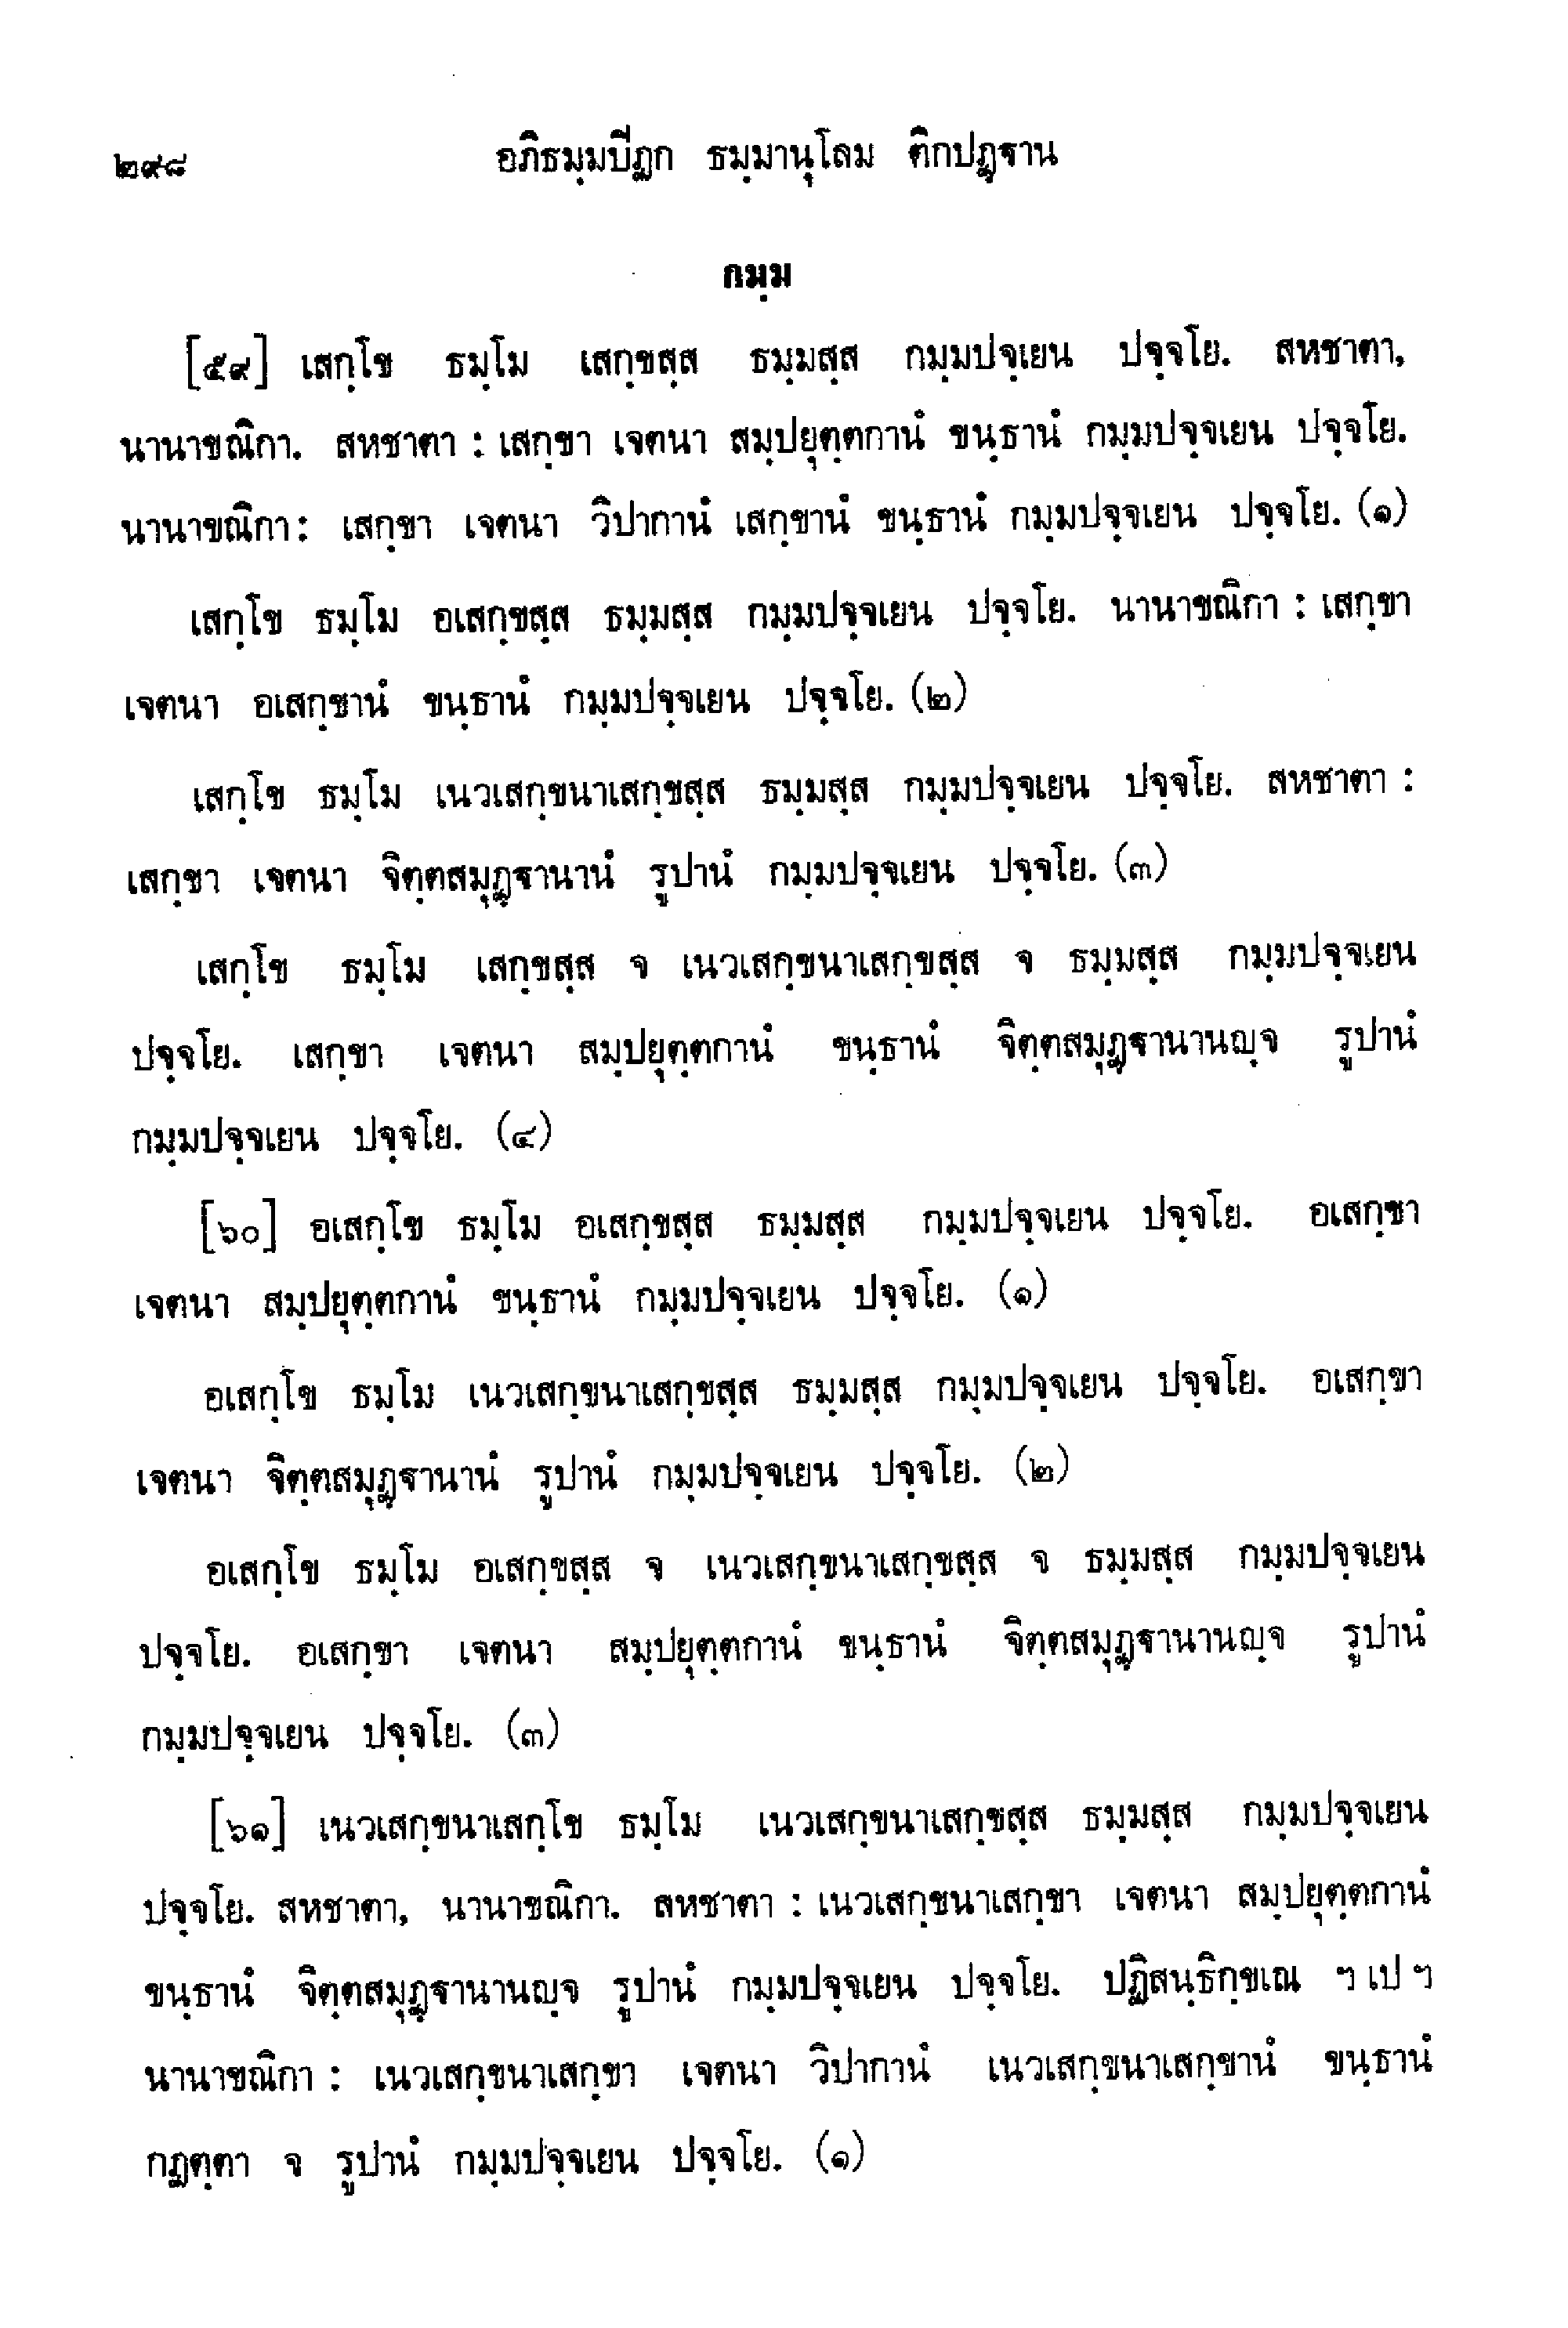 ๒๙๘ อภิธมฺมปีฏก ธมฺมานุโลม ติกปฏฺฐาน
กมฺม
[๕๙] เสกฺโข ธมฺโม เสกฺขสฺส ธมฺมสฺส กมฺมปจฺเยน ปจฺจโย. สหชาตา,
นานาขณิกา. สหชาตา : เสกฺขา เจตนา สมฺปยุตฺตกานํ ขนฺธานํ กมฺมปจฺจเยน ปจฺจโย.
นานาขณิกา: เสกฺขา เจตนา วิปากานํ เสกฺขานํ ขนฺธานํ กมฺมปจฺจเยน ปจฺจโย. (๑)
เสกฺโข ธมฺโม อเสกฺขสฺส ธมฺมสฺส กมฺมปจฺจเยน ปจฺจโย. นานาขณิกา : เสกฺขา
เจตนา อเสกฺขานํ ขนฺธานํ กมฺมปจฺจเยน ปจฺจโย. (๒)
เสกฺโข ธมฺโม เนวเสกฺขนาเสกฺขสฺส ธมฺมสฺส กมฺมปจฺจเยน ปจฺจโย. สหชาตา :
เสกฺขา เจตนา จิตฺตสมุฏฺฐานานํ รูปานํ กมฺมปจฺจเยน ปจฺจโย. (๓)
เสกฺโข ธมฺโม เสกฺขสฺส จ เนวเสกฺขนาเสกฺขสฺส จ ธมฺมสฺส กมฺมปจฺจเยน
ปจฺจโย. เสกฺขา เจตนา สมฺปยุตฺตกานํ ขนฺธานํ จิตฺตสมุฏฺฐานานญฺจ รูปานํ
กมฺมปจฺจเยน ปจฺจโย. (๔)
[๖๐] อเสกฺโข ธมฺโม อเสกฺขสฺส ธมฺมสฺส กมฺมปจฺจเยน ปจฺจโย. อเสกฺขา
เจตนา สมฺปยุตฺตกานํ ขนฺธานํ กมฺมปจฺจเยน ปจฺจโย. (๑)
อเสกฺโข ธมฺโม เนวเสกฺขนาเสกฺขสฺส ธมฺมสฺส กมฺมปจฺจเยน ปจฺจโย. อเสกฺขา
เจตนา จิตฺตสมุฏฺฐานานํ รูปานํ กมฺมปจฺจเยน ปจฺจโย. (๒)
อเสกฺโข ธมฺโม อเสกฺขสฺส จ เนวเสกฺขนาเสกฺขสฺส จ ธมฺมสฺส กมฺมปจฺจเยน
ปจฺจโย. อเสกฺขา เจตนา สมฺปยุตฺตกานํ ขนฺธานํ จิตฺตสมุฏฺฐานานญฺจ รูปานํ
กมฺมปจฺจเยน ปจฺจโย. (๓)
[๖๑] เนวเสกฺขนาเสกฺโข ธมฺโม เนวเสกฺขนาเสกฺขสฺส ธมฺมสฺส กมฺมปจฺจเยน
ปจฺจโย. สหชาตา, นานาขณิกา. สหชาตา : เนวเสกฺขนาเสกฺขา เจตนา สมฺปยุตฺตกานํ
ขนฺธานํ จิตฺตสมุฏฺฐานานญฺจ รูปานํ กมฺมปจฺจเยน ปจฺจโย. ปฏิสนฺธิกฺขเณ ฯ เป ฯ
นานาขณิกา : เนวเสกฺขนาเสกฺขา เจตนา วิปากานํ เนวเสกฺขนาเสกฺขานํ ขนฺธานํ
กฏตฺตา จ รูปานํ กมฺมปจฺจเยน ปจฺจโย. (๑)